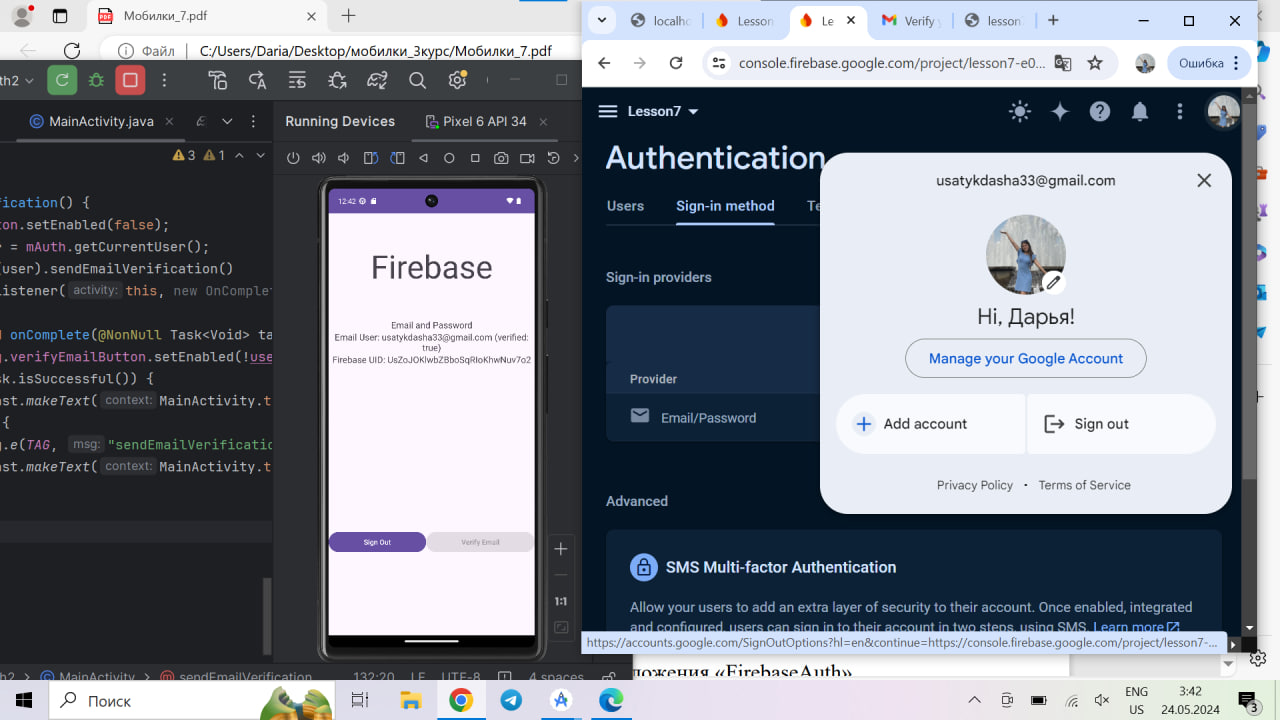 Мобилки_7.pdf
Файл
C:/Users/Daria/Desktop/мобилки_3курс/Мобилки_7.pdf
th2
MainActivity.java
Running Devices
Pixel 6 API 34
3
1
ification() {
ton.setEnabled(false);
r = mAuth.getCurrentUser();
(user).sendEmailVerification()
istener( activity: this, new OnComplet
d onComplete(@NonNull Task<Void> ta
g.verifyEmailButton.setEnabled(!use
sk.isSuccessful()) {
ast.makeText( context: MainActivity.t
{
g.e(TAG, msg: "sendEmailVerificatio
ast.makeText( context: MainActivity.t
12:42
Firebase
Email and Password
Email User: usatykdasha33@gmail.com (verified:
true)
Firebase UID: UsZoJOKlwbZBboSqRIoKhwNuv7o2
Sign Out
Verify Email
1:1
h2
MainActivity
sendEmailVerification
132:20
LF
UTF-8
4 spaces
localho
Lesson
Le
Verify y
lesson
console.firebase.google.com/project/lesson7-e0...
Ошибка
Lesson7
Authentication
Users
Sign-in method
Te
Sign-in providers
Provider
Email/Password
Advanced
SMS Multi-factor Authentication
Allow your users to add an extra layer of security to their account. Once enabled, integrated
and configured, users can sign in to their account in two steps, using SMS. Learn more
usatykdasha33@gmail.com
Hi, Дарья!
Manage your Google Account
Add account
Sign out
Privacy Policy • Terms of Service
https://accounts.google.com/SignOutOptions?hl=en&continue=https://console.firebase.google.com/project/lesson7-...
ложения «FirebaseAuth»
Поиск
ENG
US
3:42
24.05.2024
3